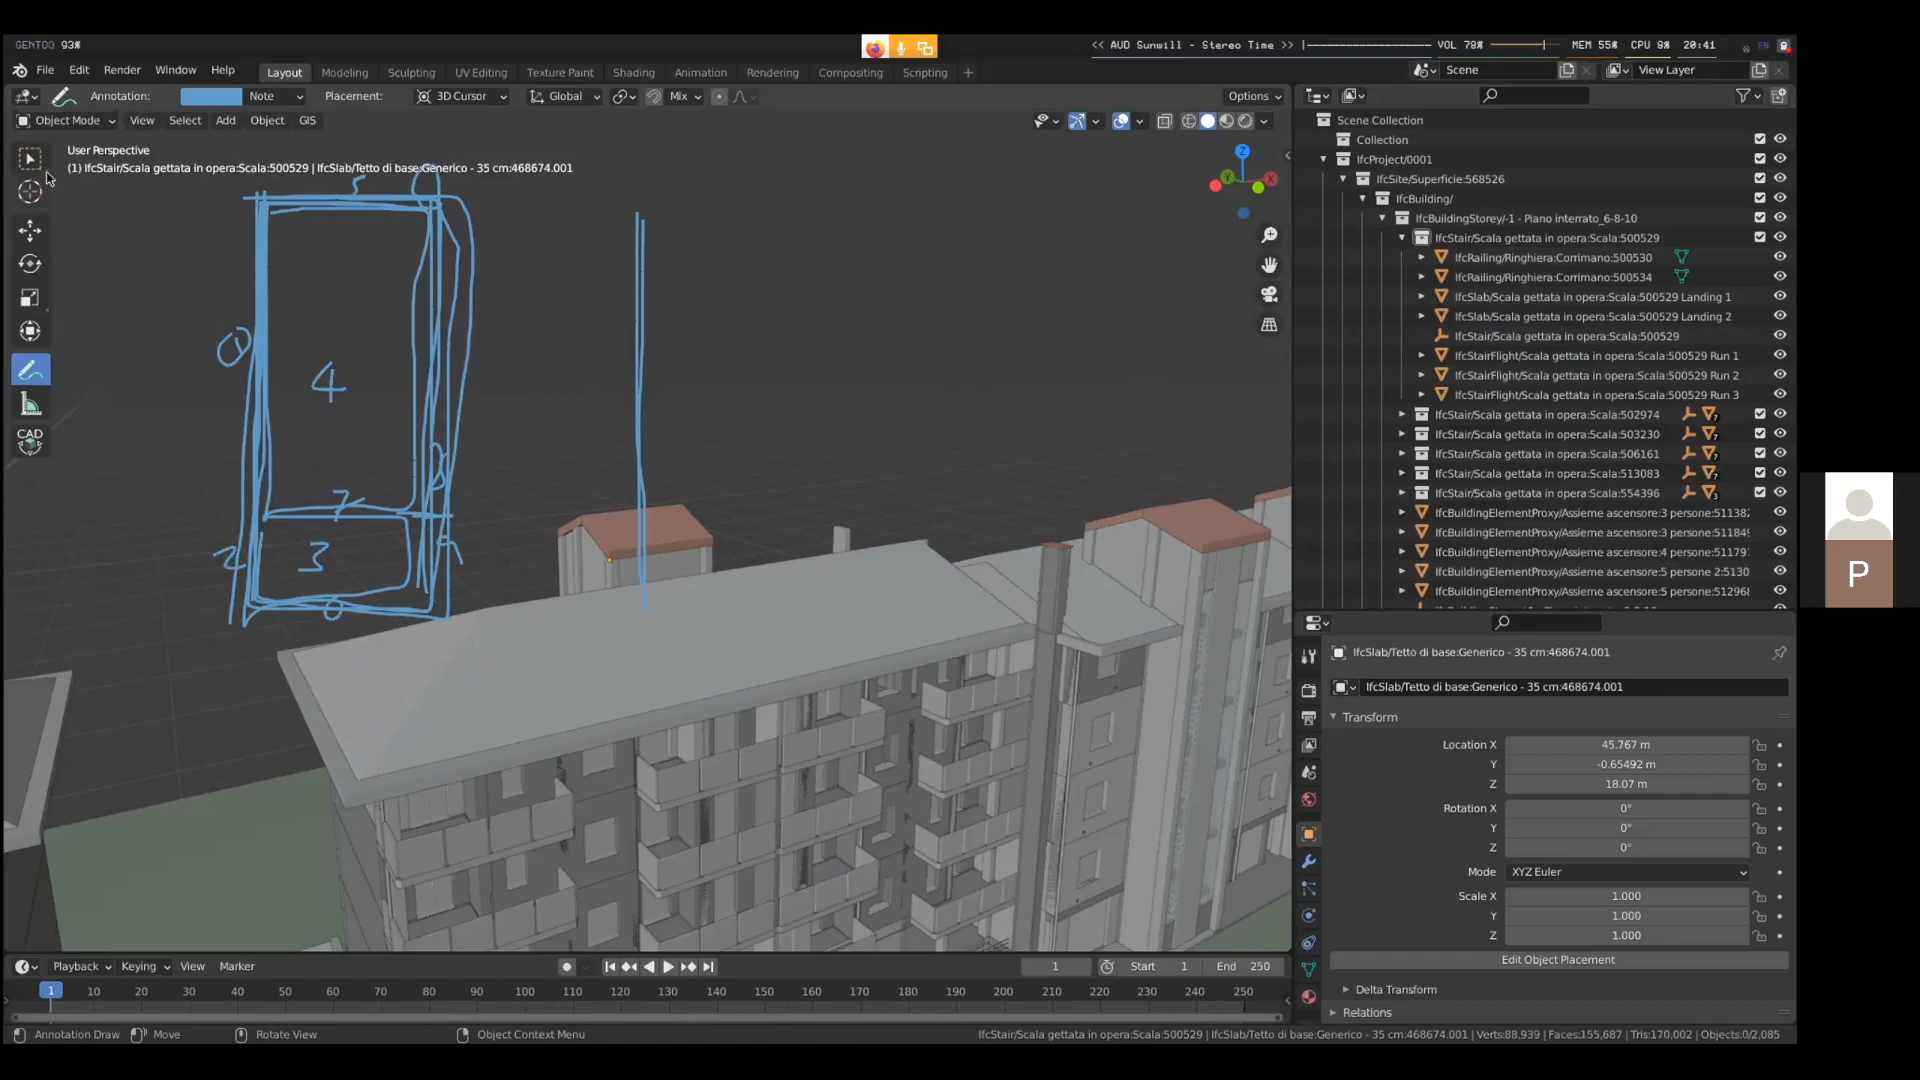 GENTOO 93%
<< AUD Sunwill - Stereo Time >> VOL 78% MEM 55% CPU 8% 20:41 EN
File Edit Render Window Help
Layout Modeling Sculpting UV Editing Texture Paint Shading Animation Rendering Compositing Scripting +
Scene View Layer
Annotation: Note Placement: 3D Cursor Global Mix Options
Object Mode View Select Add Object GIS
User Perspective
(1) IfcStair/Scala gettata in opera:Scala:500529 | IfcSlab/Tetto di base:Generico - 35 cm:468674.001
Z
Y
X
CAD
5
4
7
2
3
0
Scene Collection
Collection
IfcProject/0001
IfcSite/Superficie:568526
IfcBuilding/
IfcBuildingStorey/-1 - Piano interrato_6-8-10
IfcStair/Scala gettata in opera:Scala:500529
IfcRailing/Ringhiera:Corrimano:500530
IfcRailing/Ringhiera:Corrimano:500534
IfcSlab/Scala gettata in opera:Scala:500529 Landing 1
IfcSlab/Scala gettata in opera:Scala:500529 Landing 2
IfcStair/Scala gettata in opera:Scala:500529
IfcStairFlight/Scala gettata in opera:Scala:500529 Run 1
IfcStairFlight/Scala gettata in opera:Scala:500529 Run 2
IfcStairFlight/Scala gettata in opera:Scala:500529 Run 3
IfcStair/Scala gettata in opera:Scala:502974 7
IfcStair/Scala gettata in opera:Scala:503230 7
IfcStair/Scala gettata in opera:Scala:506161 7
IfcStair/Scala gettata in opera:Scala:513083 7
IfcStair/Scala gettata in opera:Scala:554396 3
IfcBuildingElementProxy/Assieme ascensore:3 persone:511382
IfcBuildingElementProxy/Assieme ascensore:3 persone:511849
IfcBuildingElementProxy/Assieme ascensore:4 persone:511797
IfcBuildingElementProxy/Assieme ascensore:5 persone 2:5130
IfcBuildingElementProxy/Assieme ascensore:5 persone:512968
P
IfcSlab/Tetto di base:Generico - 35 cm:468674.001
IfcSlab/Tetto di base:Generico - 35 cm:468674.001
Transform
Location X 45.767 m
Y -0.65492 m
Z 18.07 m
Rotation X 0°
Y 0°
Z 0°
Mode XYZ Euler
Scale X 1.000
Y 1.000
Z 1.000
Edit Object Placement
Delta Transform
Relations
Playback Keying View Marker 1 Start 1 End 250
1 10 20 30 40 50 60 70 80 90 100 110 120 130 140 150 160 170 180 190 200 210 220 230 240 250
Annotation Draw Move Rotate View Object Context Menu
IfcStair/Scala gettata in opera:Scala:500529 | IfcSlab/Tetto di base:Generico - 35 cm:468674.001 | Verts:88,939 | Faces:155,687 | Tris:170,002 | Objects:0/2,085